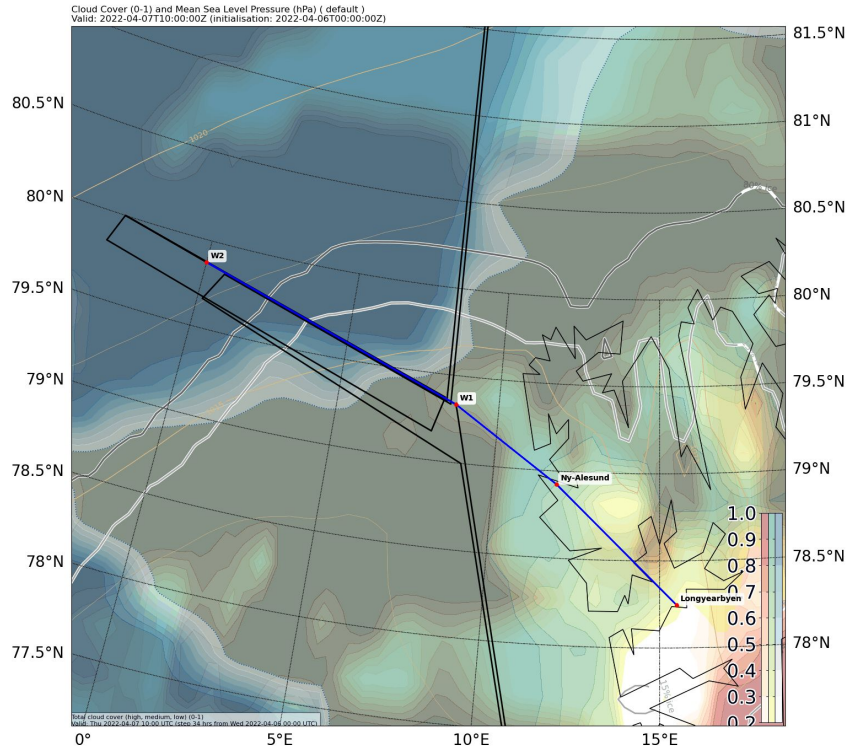 Cloud Cover (0-1) and Mean Sea Level Pressure (hPa) ( default )
Valid: 2022-04-07T10:00:00Z (initialisation: 2022-04-06T00:00:00Z)
81.5°N
80.5°N
81°N
1020
80°N
80.5°N
W2
79.5°N
80°N
79°N
79.5°N
W1
78.5°N
79°N
Ny-Alesund
1.0
0.9
78°N
78.5°N
0.8
0.7
Longyearbyen
0.6
77.5°N
78°N
0.5
0.4
15% ice
0.3
0.2
Total cloud cover (high, medium, low) (0-1)
Valid: Thu 2022-04-07 10:00 UTC (step 34 hrs from Wed 2022-04-06 00:00 UTC)
0°
5°E
10°E
15°E